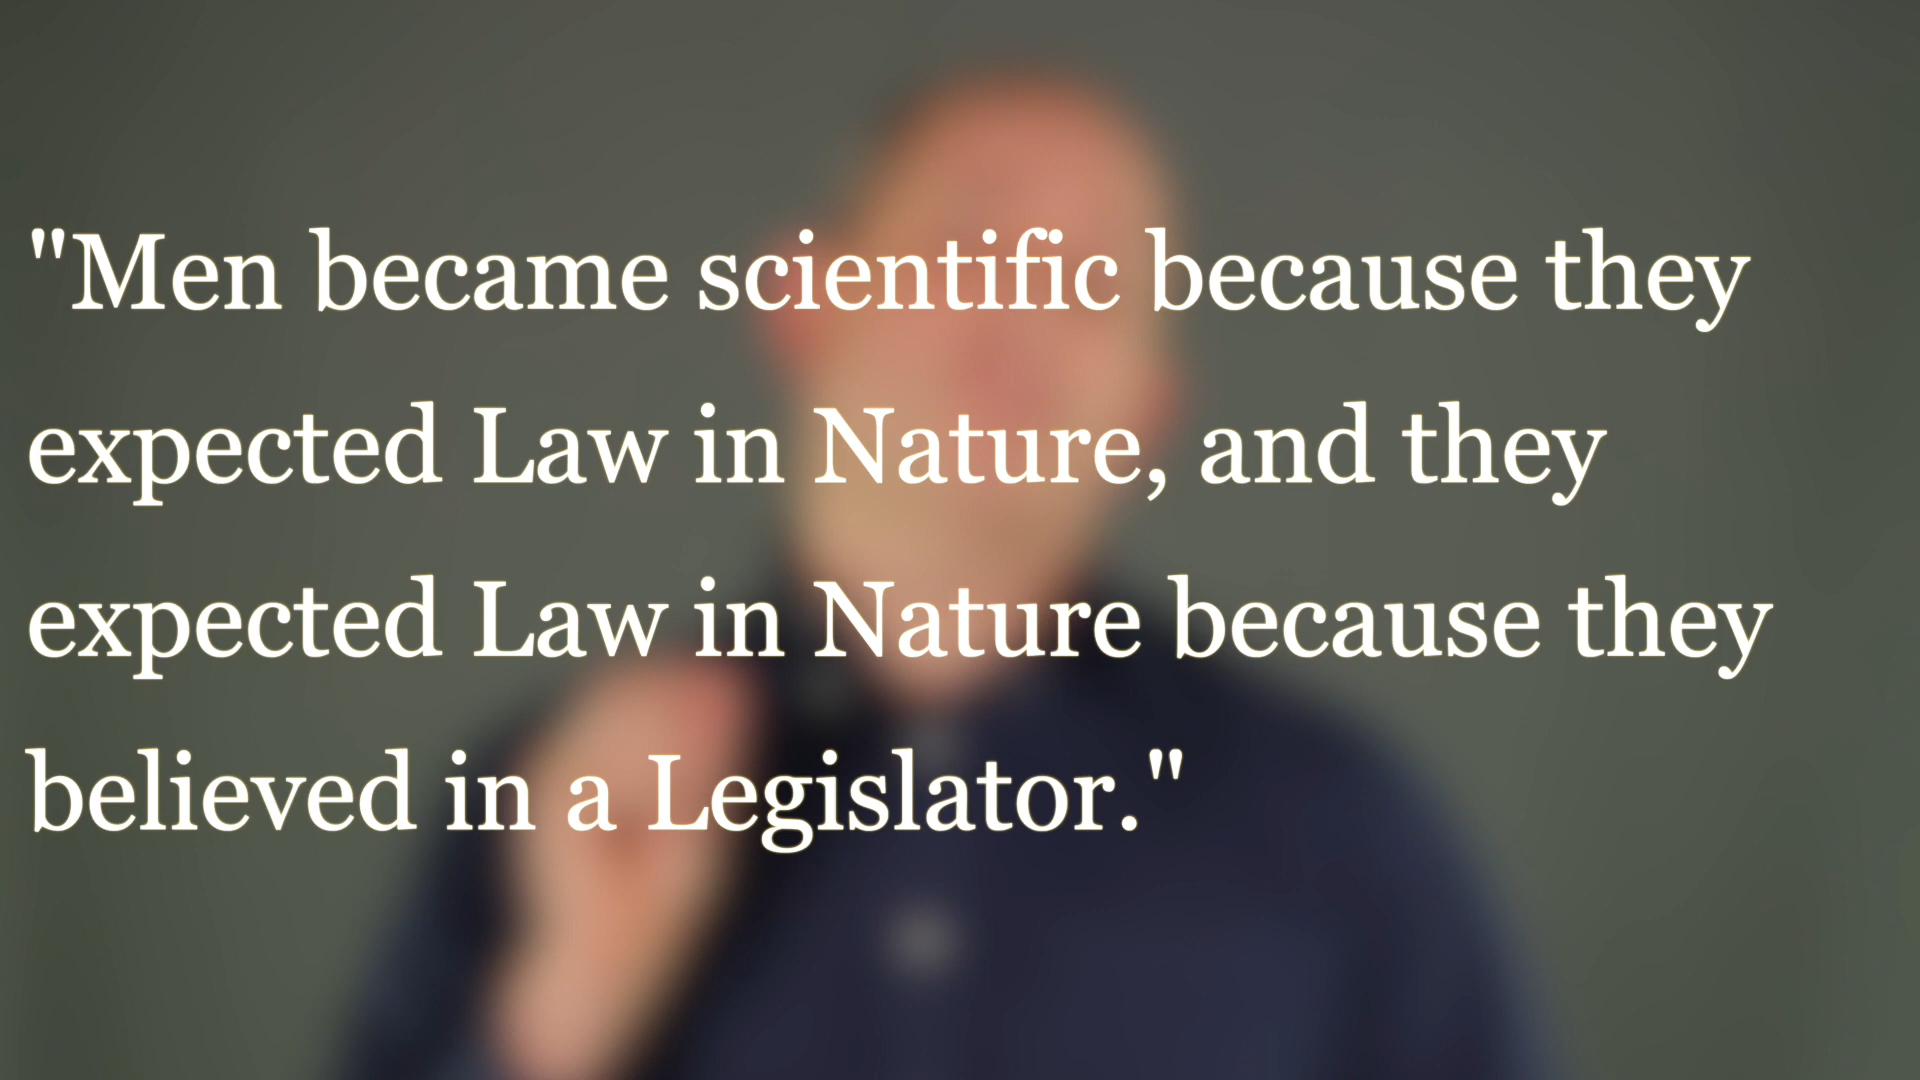 "Men became scientific because they
expected Law in Nature, and they
expected Law in Nature because they
believed in a Legislator."